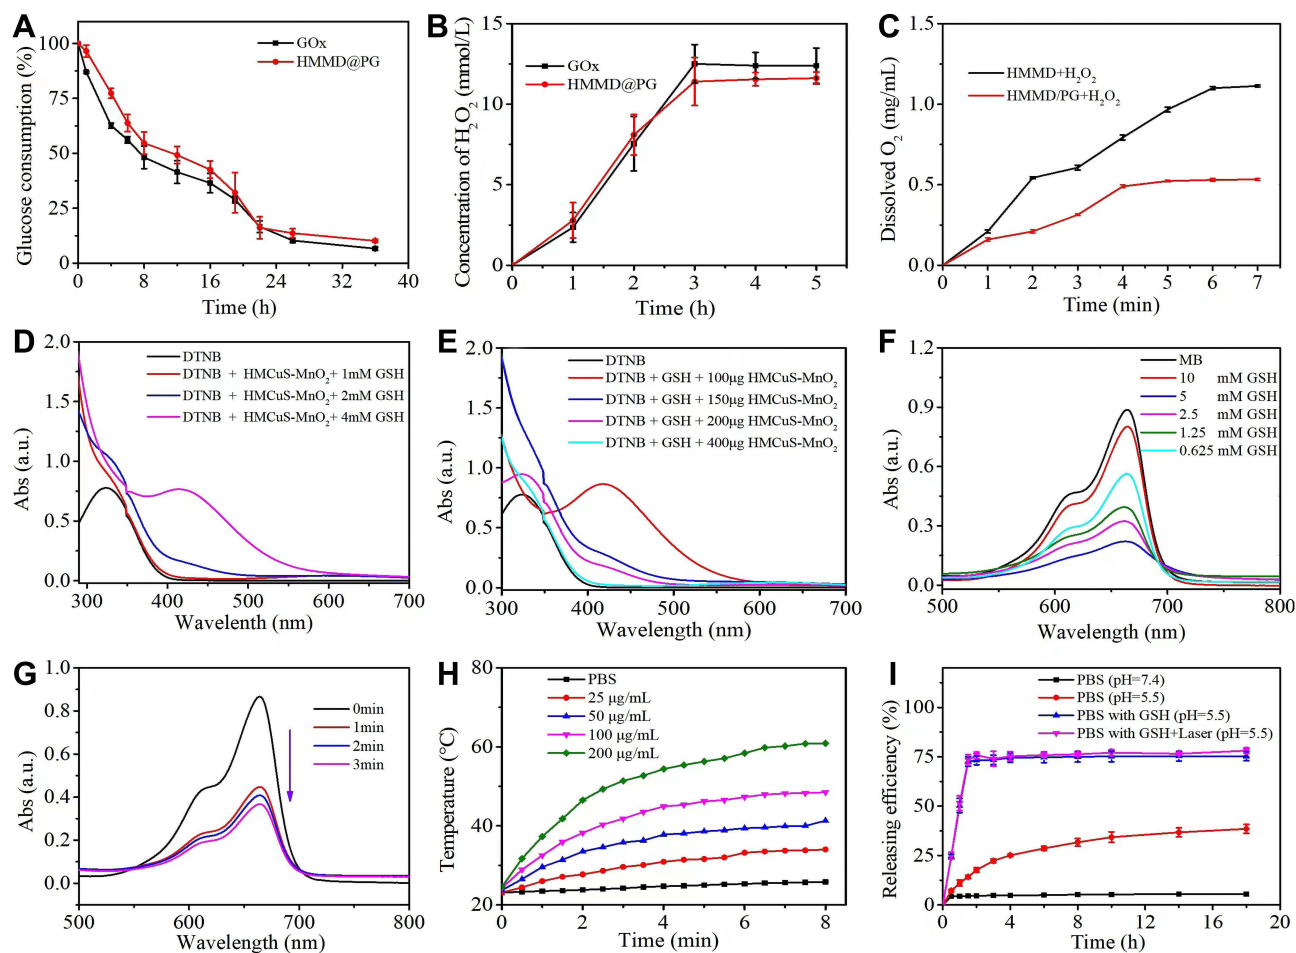 A
GOx
HMMD@PG
Glucose consumption (%)
100
75
50
25
0
0 4 8 12 16 20 24 28 32 36 40
Time (h)
B
GOx
HMMD@PG
Concentration of H₂O₂ (mmol/L)
15
12.5
10
7.5
5
2.5
0
0 1 2 3 4 5
Time (h)
C
HMMD+H₂O₂
HMMD/PG+H₂O₂
Dissolved O₂ (mg/mL)
1.5
1.0
0.5
0.0
0 1 2 3 4 5 6 7
Time (min)
D
DTNB
DTNB + HMCuS-MnO₂+ 1mM GSH
DTNB + HMCuS-MnO₂+ 2mM GSH
DTNB + HMCuS-MnO₂+ 4mM GSH
Abs (a.u.)
2.0
1.5
1.0
0.5
0.0
300 400 500 600 700
Wavelenth (nm)
E
DTNB
DTNB + GSH + 100μg HMCuS-MnO₂
DTNB + GSH + 150μg HMCuS-MnO₂
DTNB + GSH + 200μg HMCuS-MnO₂
DTNB + GSH + 400μg HMCuS-MnO₂
Abs (a.u.)
2.0
1.5
1.0
0.5
0.0
300 400 500 600 700
Wavelength (nm)
F
MB
10 mM GSH
5 mM GSH
2.5 mM GSH
1.25 mM GSH
0.625 mM GSH
Abs (a.u.)
1.2
0.9
0.6
0.3
0.0
500 600 700 800
Wavelength (nm)
G
0min
1min
2min
3min
Abs (a.u.)
1.0
0.8
0.6
0.4
0.2
0.0
500 600 700 800
Wavelength (nm)
H
PBS
25 μg/mL
50 μg/mL
100 μg/mL
200 μg/mL
Temperature (°C)
80
60
40
20
0 2 4 6 8
Time (min)
I
PBS (pH=7.4)
PBS (pH=5.5)
PBS with GSH (pH=5.5)
PBS with GSH+Laser (pH=5.5)
Releasing efficiency (%)
100
75
50
25
0
0 4 8 12 16 20
Time (h)